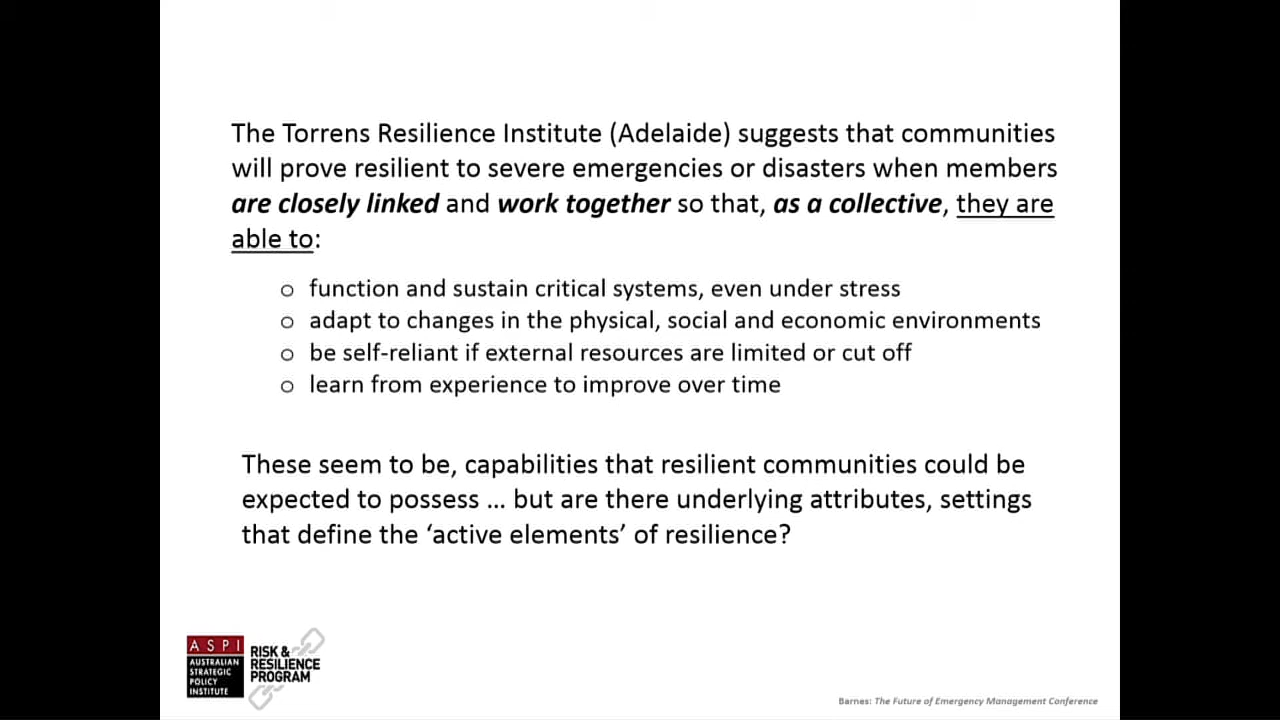 The Torrens Resilience Institute (Adelaide) suggests that communities
will prove resilient to severe emergencies or disasters when members
are closely linked and work together so that, as a collective, they are
able to:
o function and sustain critical systems, even under stress
o adapt to changes in the physical, social and economic environments
o be self-reliant if external resources are limited or cut off
o learn from experience to improve over time
These seem to be, capabilities that resilient communities could be
expected to possess ... but are there underlying attributes, settings
that define the ‘active elements’ of resilience?
A S P I
AUSTRALIAN
STRATEGIC
POLICY
INSTITUTE
RISK &
RESILIENCE
PROGRAM
Barnes: The Future of Emergency Management Conference